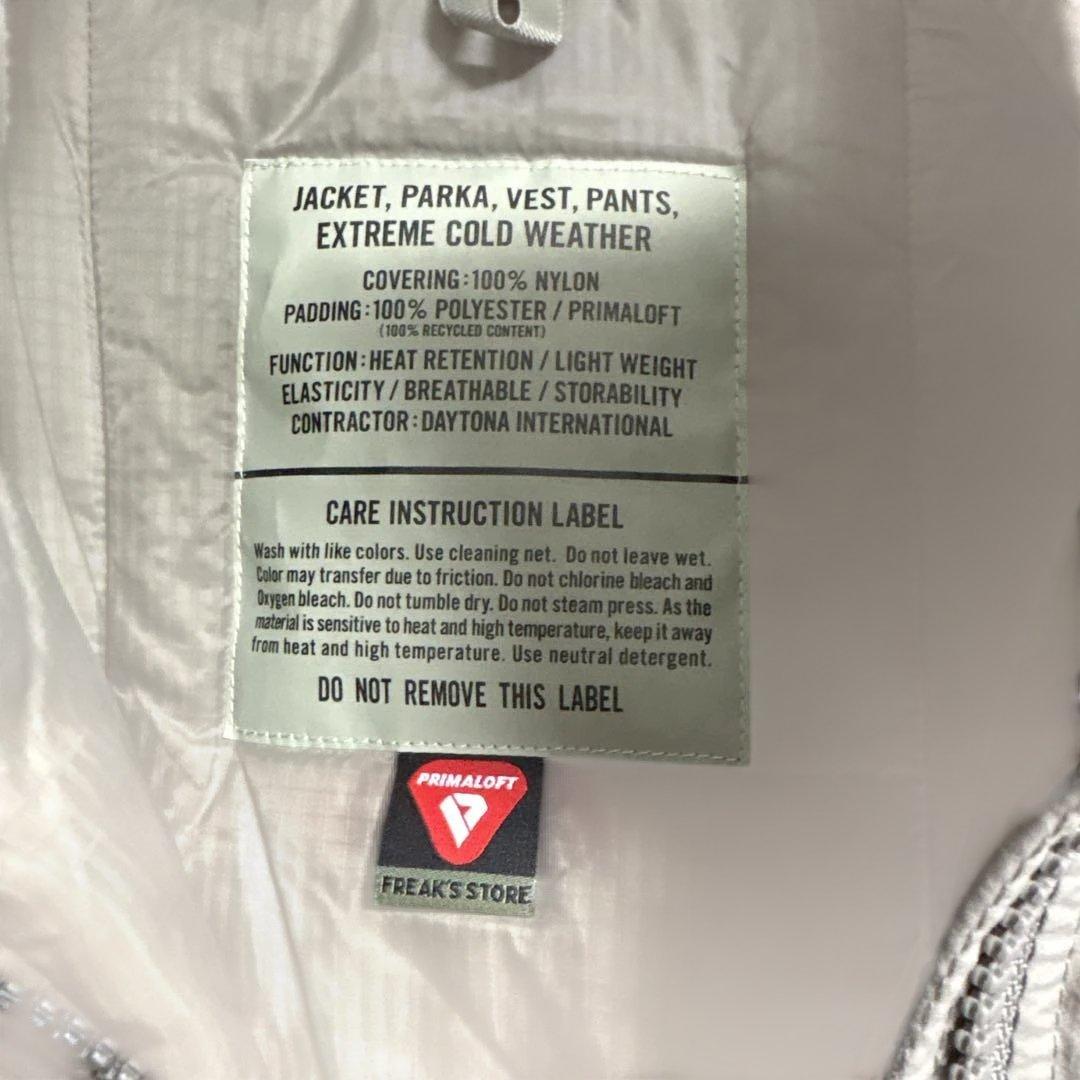 JACKET, PARKA, VEST, PANTS,
EXTREME COLD WEATHER
COVERING:100% NYLON
PADDING:100% POLYESTER / PRIMALOFT
(100% RECYCLED CONTENT)
FUNCTION:HEAT RETENTION / LIGHT WEIGHT
ELASTICITY / BREATHABLE / STORABILITY
CONTRACTOR:DAYTONA INTERNATIONAL
CARE INSTRUCTION LABEL
Wash with like colors. Use cleaning net. Do not leave wet.
Color may transfer due to friction. Do not chlorine bleach and
Oxygen bleach. Do not tumble dry. Do not steam press. As the
material is sensitive to heat and high temperature, keep it away
from heat and high temperature. Use neutral detergent.
DO NOT REMOVE THIS LABEL
PRIMALOFT
FREAK'S STORE